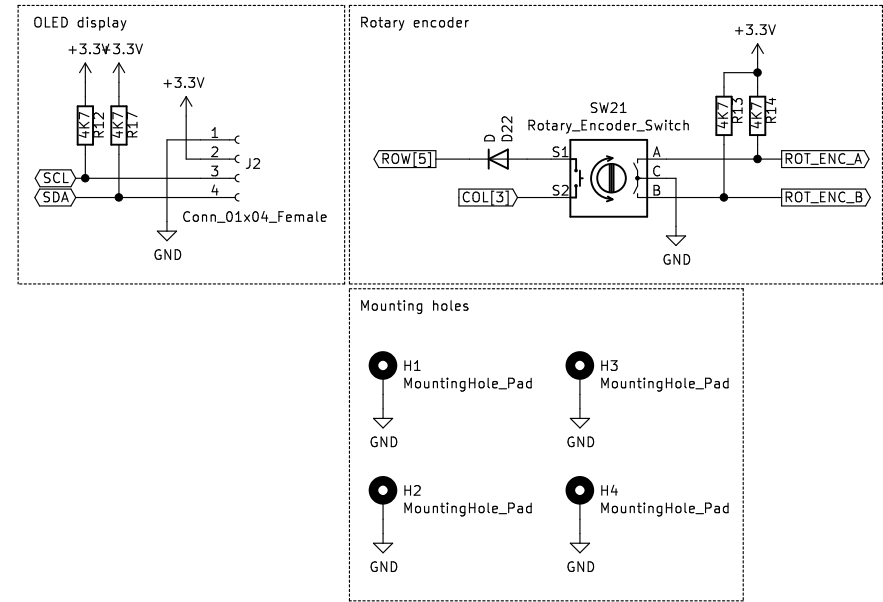 OLED display
+3.3V
+3.3V
+3.3V
4K7
R12
4K7
R17
1
2
3
4
J2
SCL
SDA
Conn_01x04_Female
GND
Rotary encoder
+3.3V
SW21
Rotary_Encoder_Switch
4K7
R13
4K7
R14
D
D22
ROW[5]
S1
A
ROT_ENC_A
C
COL[3]
S2
B
ROT_ENC_B
GND
Mounting holes
H1
MountingHole_Pad
GND
H3
MountingHole_Pad
GND
H2
MountingHole_Pad
GND
H4
MountingHole_Pad
GND